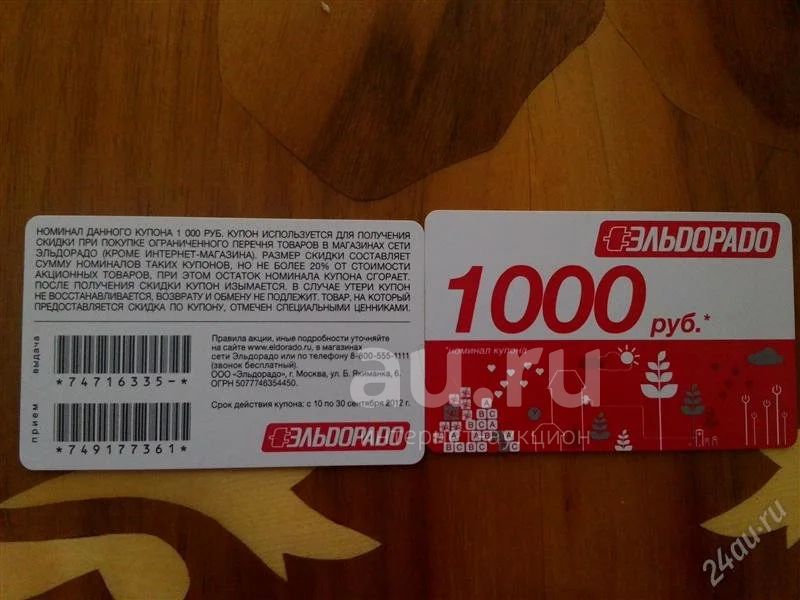 НОМИНАЛ ДАННОГО КУПОНА 1 000 РУБ. КУПОН ИСПОЛЬЗУЕТСЯ ДЛЯ ПОЛУЧЕНИЯ
СКИДКИ ПРИ ПОКУПКЕ ОГРАНИЧЕННОГО ПЕРЕЧНЯ ТОВАРОВ В МАГАЗИНАХ СЕТИ
ЭЛЬДОРАДО (КРОМЕ ИНТЕРНЕТ-МАГАЗИНА). РАЗМЕР СКИДКИ СОСТАВЛЯЕТ
СУММУ НОМИНАЛОВ ТАКИХ КУПОНОВ, НО НЕ БОЛЕЕ 20% ОТ СТОИМОСТИ
АКЦИОННЫХ ТОВАРОВ, ПРИ ЭТОМ ОСТАТОК НОМИНАЛА КУПОНА СГОРАЕТ.
ПОСЛЕ ПОЛУЧЕНИЯ СКИДКИ КУПОН ИЗЫМАЕТСЯ. В СЛУЧАЕ УТЕРИ КУПОН
НЕ ВОССТАНАВЛИВАЕТСЯ, ВОЗВРАТУ И ОБМЕНУ НЕ ПОДЛЕЖИТ. ТОВАР, НА КОТОРЫЙ
ПРЕДОСТАВЛЯЕТСЯ СКИДКА ПО КУПОНУ, ОТМЕЧЕН СПЕЦИАЛЬНЫМИ ЦЕННИКАМИ.
выдача
*74716335-*
прием
*749177361*
Правила акции, иные подробности уточняйте
на сайте www.eldorado.ru, в магазинах
сети Эльдорадо или по телефону 8-800-555-1111
(звонок бесплатный).
ООО «Эльдорадо», г. Москва, ул. Б. Якиманка, 6.
ОГРН 5077746354450.
Срок действия купона: с 10 по 30 сентября 2012 г.
ЭЛЬДОРАДО
ЭЛЬДОРАДО
1000 руб.*
*номинал купона
au.ru
интернет-аукцион
24au.ru